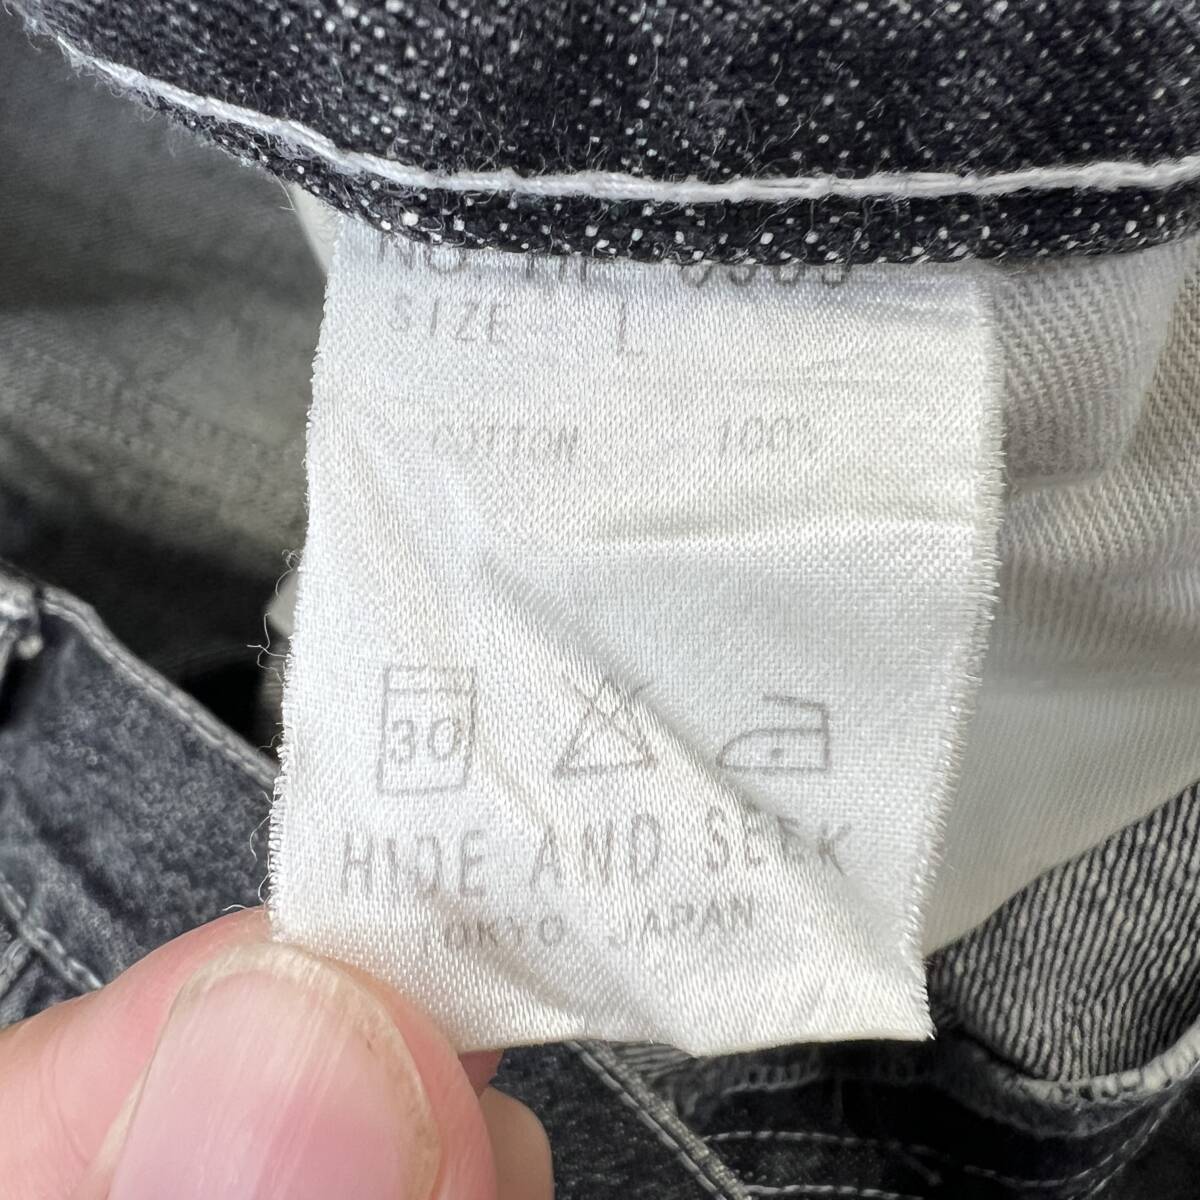 SIZE L
COTTON 100%
30
HIDE AND SEEK
TOKYO JAPAN